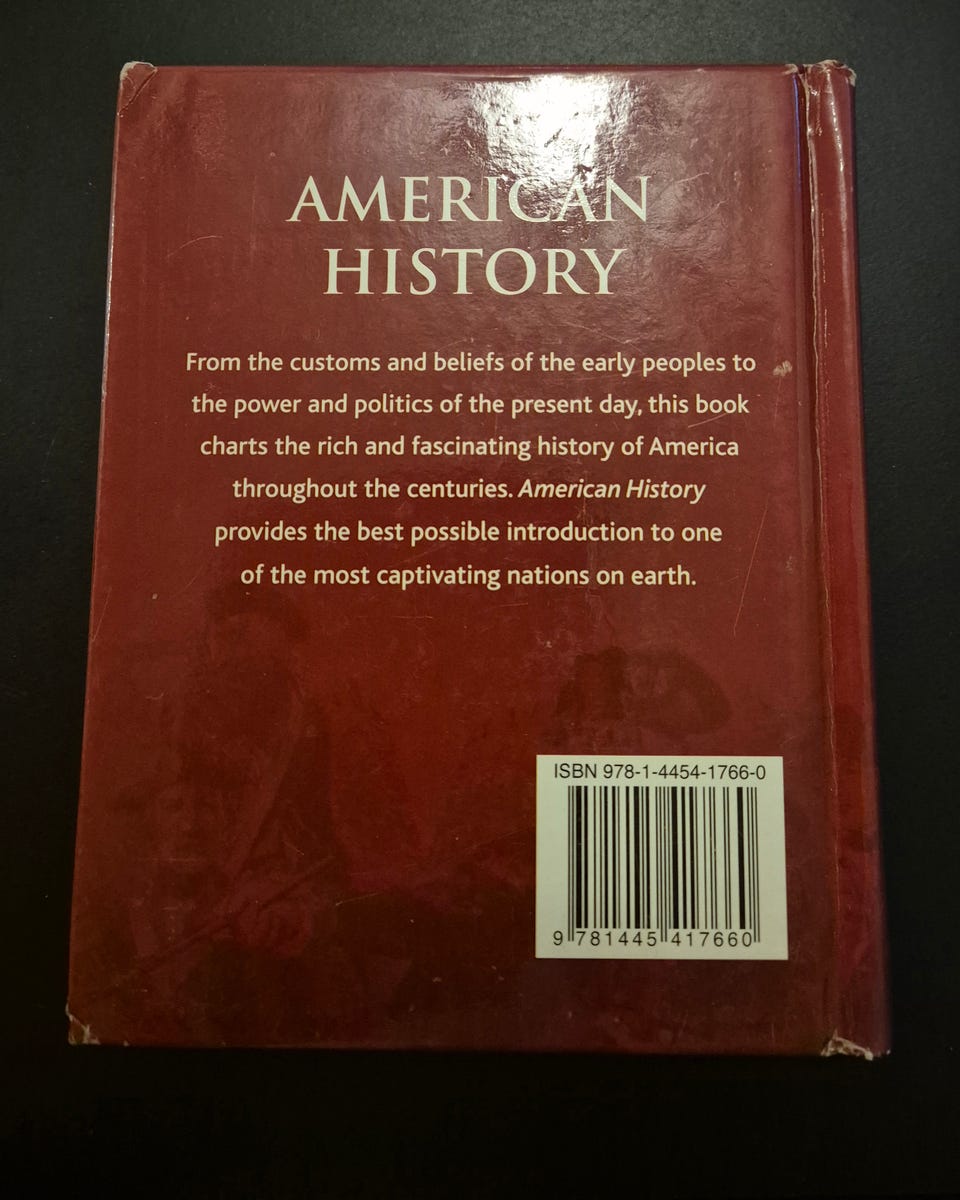 AMERICAN
HISTORY
From the customs and beliefs of the early peoples to
the power and politics of the present day, this book
charts the rich and fascinating history of America
throughout the centuries. American History
provides the best possible introduction to one
of the most captivating nations on earth.
ISBN 978-1-4454-1766-0
9 781445 417660